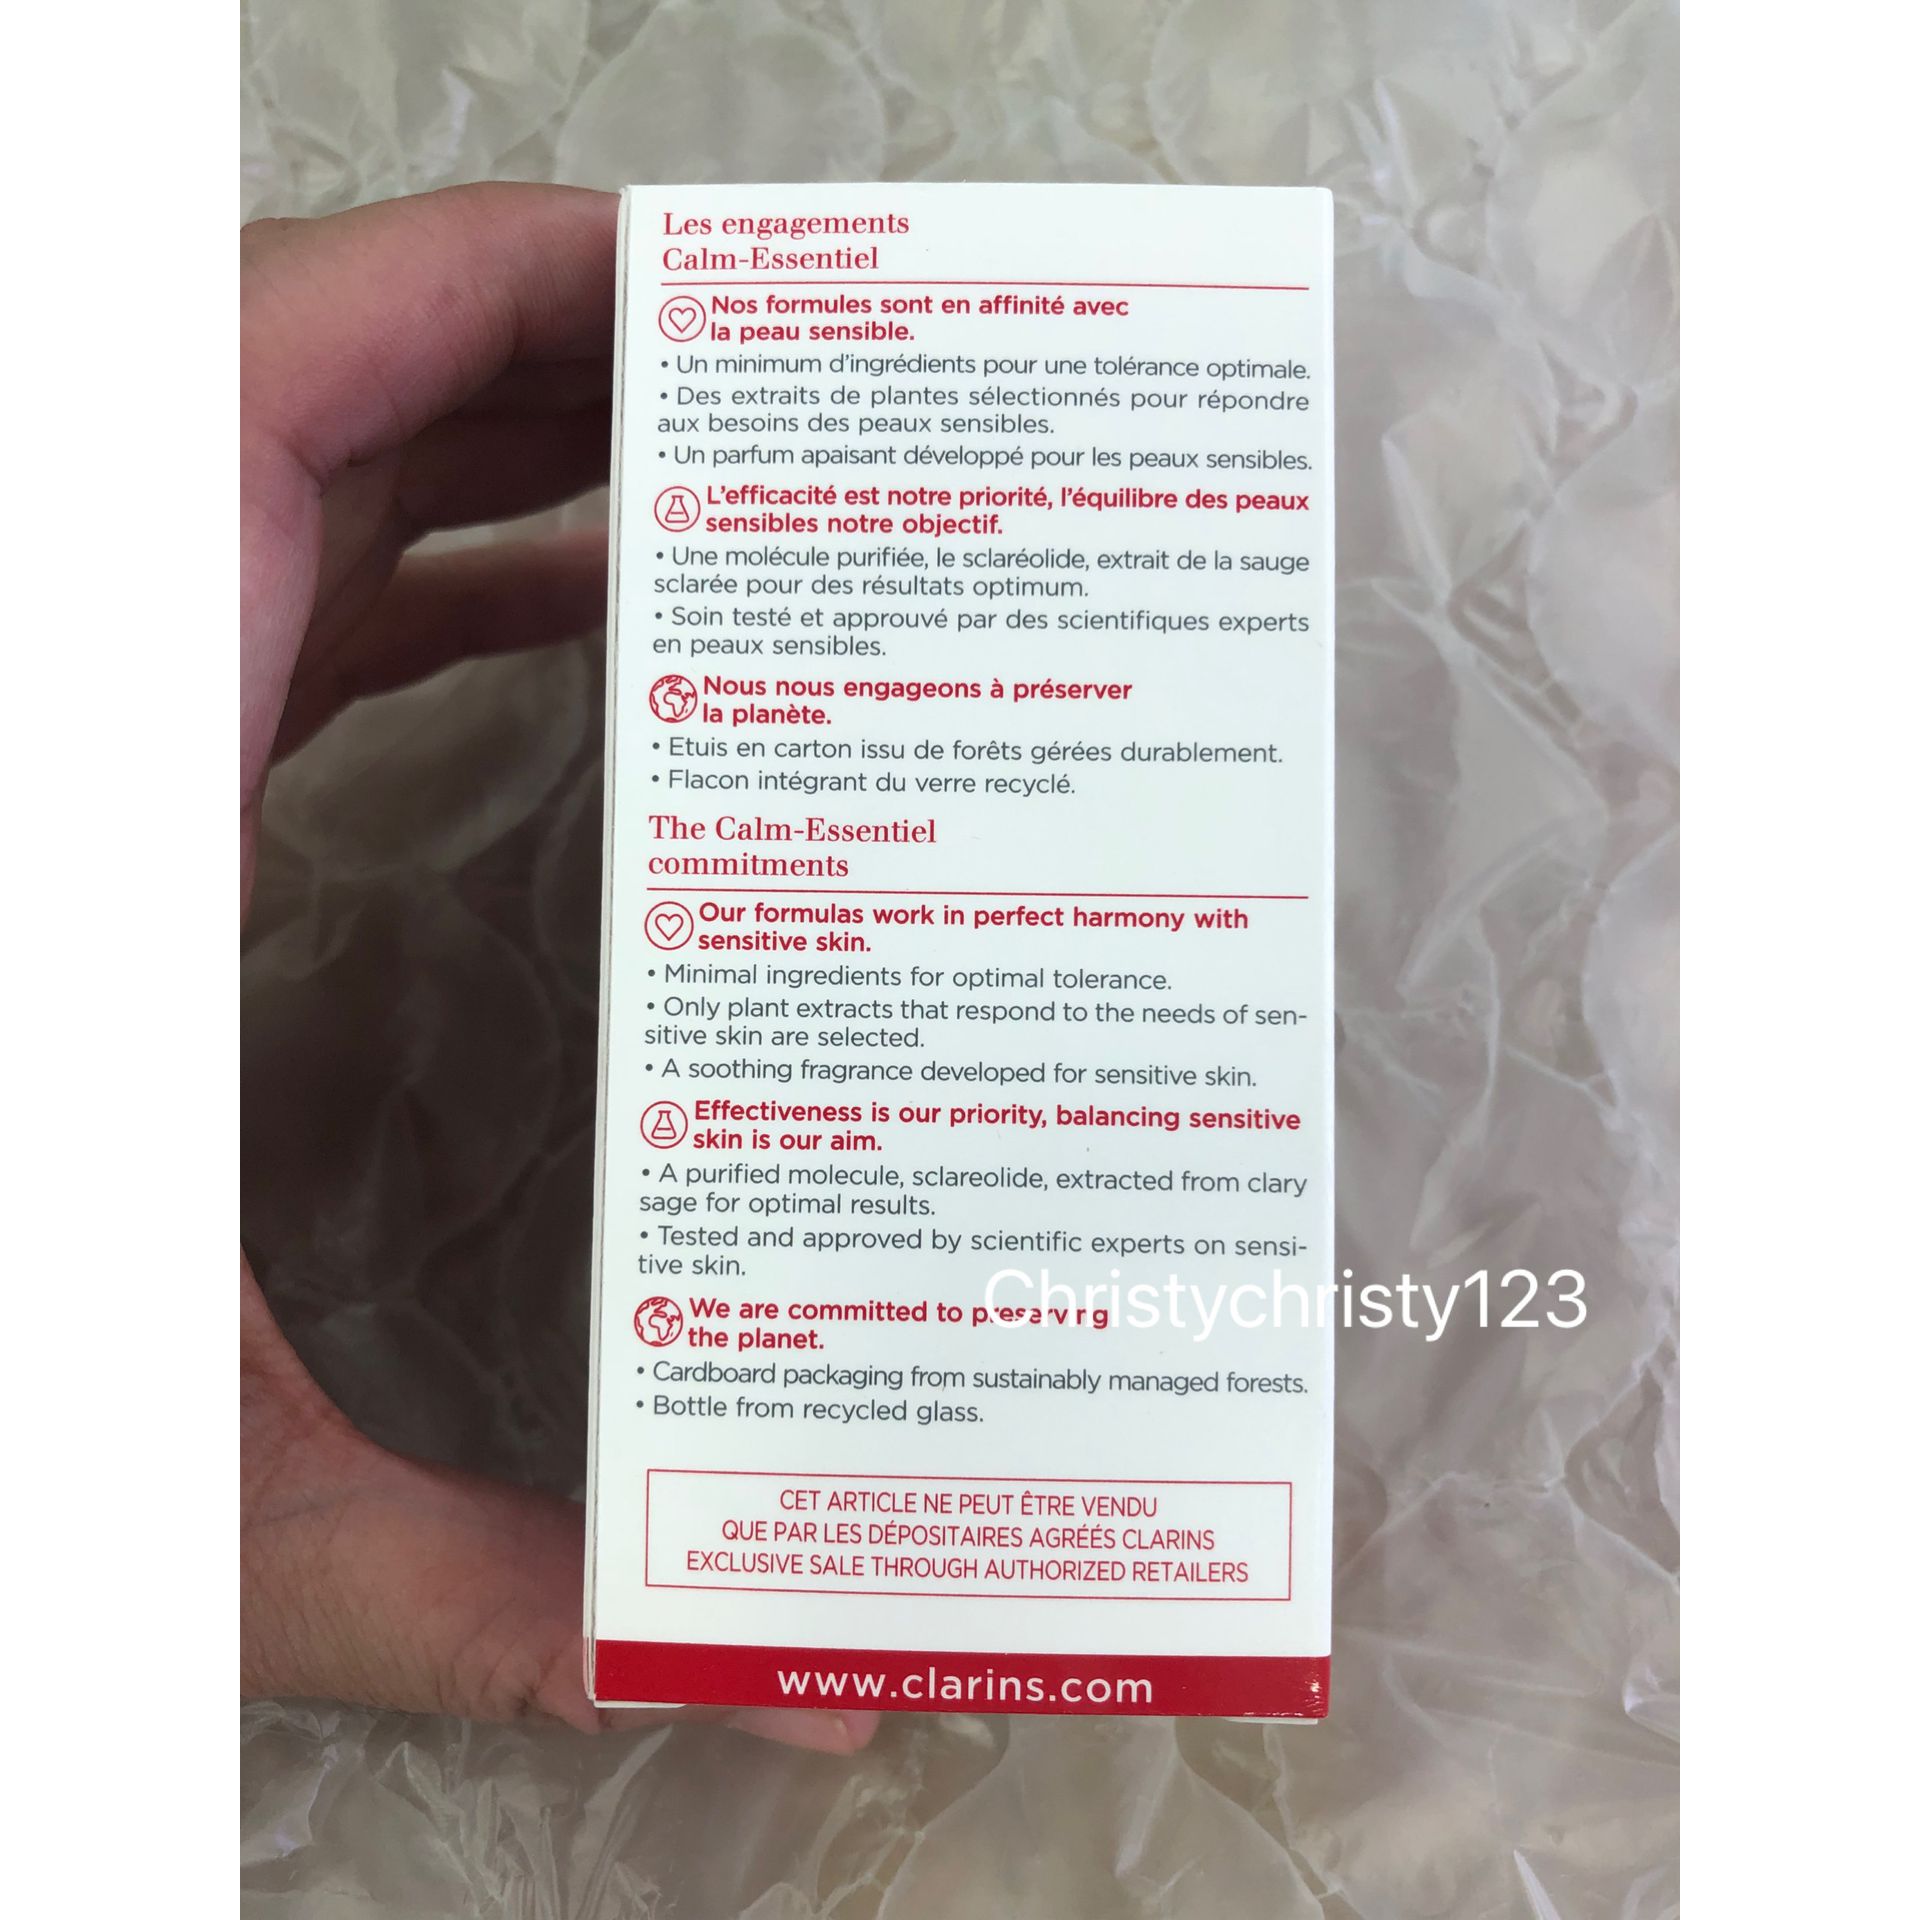 Les engagements
Calm-Essentiel
Nos formules sont en affinité avec
la peau sensible.
• Un minimum d'ingrédients pour une tolérance optimale.
• Des extraits de plantes sélectionnés pour répondre
aux besoins des peaux sensibles.
• Un parfum apaisant développé pour les peaux sensibles.
L'efficacité est notre priorité, l'équilibre des peaux
sensibles notre objectif.
• Une molécule purifiée, le sclaréolide, extrait de la sauge
sclarée pour des résultats optimum.
• Soin testé et approuvé par des scientifiques experts
en peaux sensibles.
Nous nous engageons à préserver
la planète.
• Etuis en carton issu de forêts gérées durablement.
• Flacon intégrant du verre recyclé.
The Calm-Essentiel
commitments
Our formulas work in perfect harmony with
sensitive skin.
• Minimal ingredients for optimal tolerance.
• Only plant extracts that respond to the needs of sen-
sitive skin are selected.
• A soothing fragrance developed for sensitive skin.
Effectiveness is our priority, balancing sensitive
skin is our aim.
• A purified molecule, sclareolide, extracted from clary
sage for optimal results.
• Tested and approved by scientific experts on sensi-
tive skin.
We are committed to preserving
the planet.
Christychristy123
• Cardboard packaging from sustainably managed forests.
• Bottle from recycled glass.
CET ARTICLE NE PEUT ÊTRE VENDU
QUE PAR LES DÉPOSITAIRES AGRÉÉS CLARINS
EXCLUSIVE SALE THROUGH AUTHORIZED RETAILERS
www.clarins.com